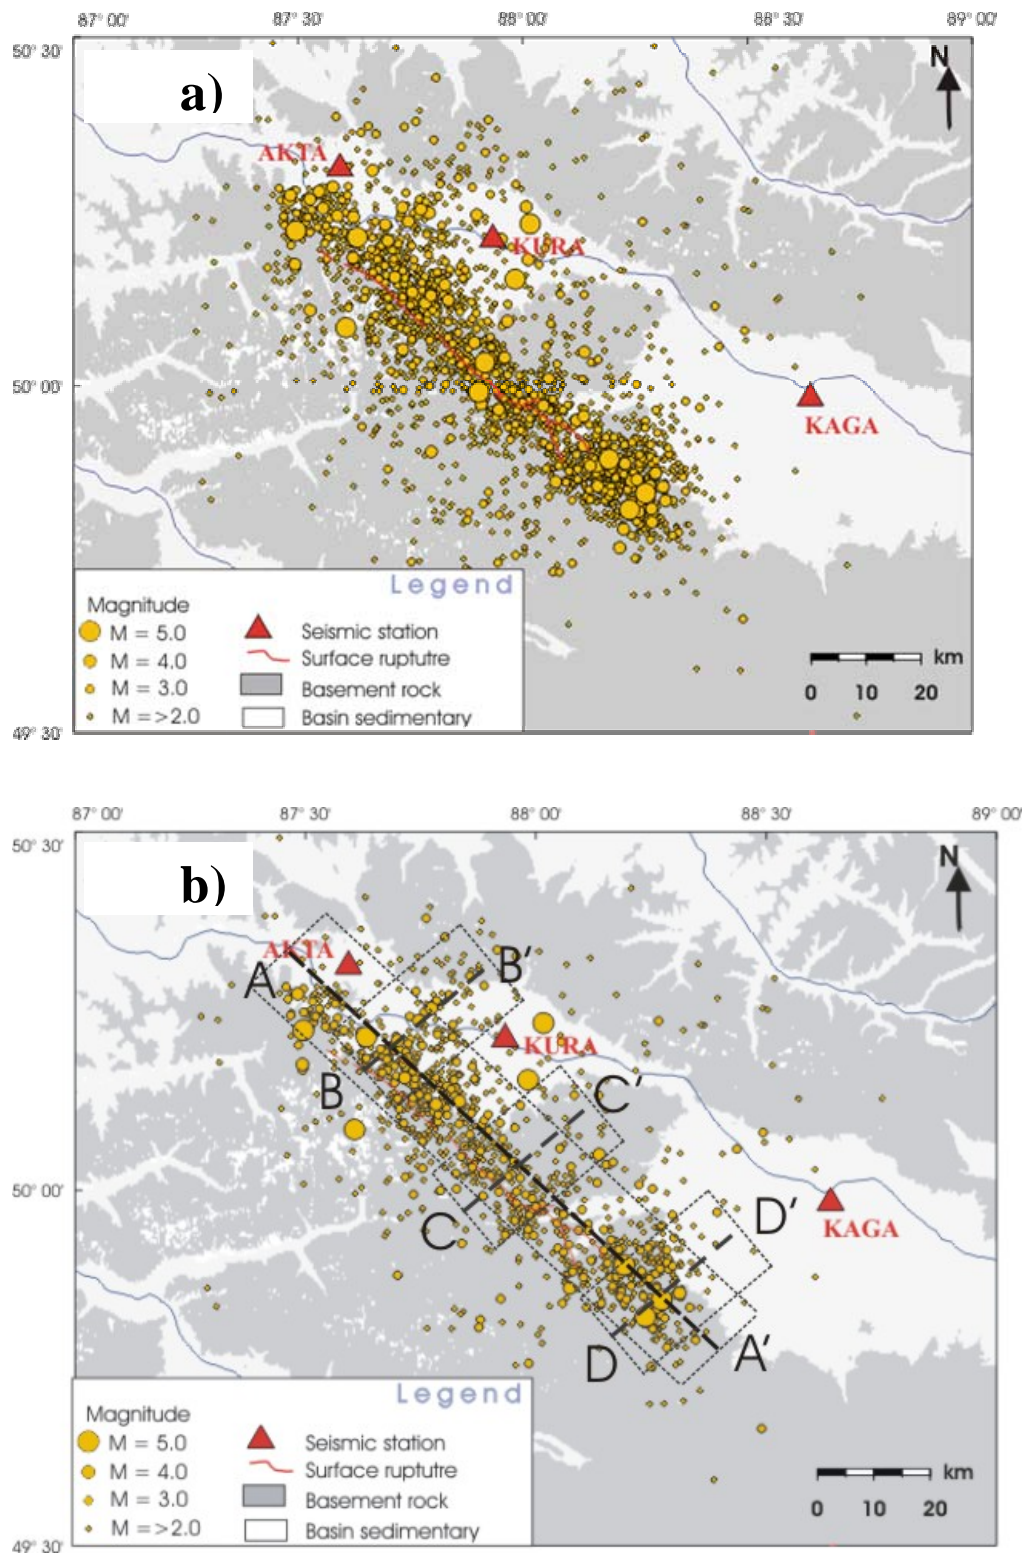 87° 00' 87° 30' 88° 00' 88° 30' 89° 00'
50° 30'
a)
N
AKTA
KURA
50° 00'
KAGA
Legend
Magnitude
M = 5.0 Seismic station
M = 4.0 Surface ruptutre
M = 3.0 Basement rock
M =>2.0 Basin sedimentary
km
0 10 20
49° 30'
87° 00' 87° 30' 88° 00' 88° 30' 89° 00'
50° 30'
b)
N
AKTA
A
B'
KURA
B
C'
50° 00'
C
D'
KAGA
D
A'
Legend
Magnitude
M = 5.0 Seismic station
M = 4.0 Surface ruptutre
M = 3.0 Basement rock
M =>2.0 Basin sedimentary
km
0 10 20
49° 30'